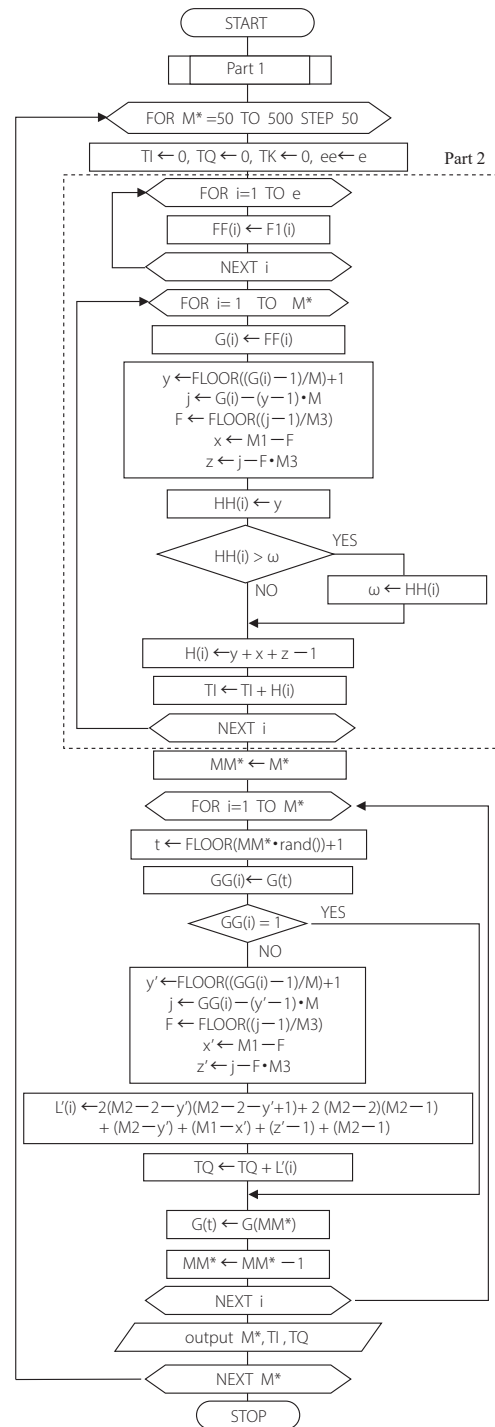 START
Part 1
FOR M* =50 TO 500 STEP 50
TI ← 0, TQ ← 0, TK ← 0, ee← e
Part 2
FOR i=1 TO e
FF(i) ← F1(i)
NEXT i
FOR i= 1 TO M*
G(i) ← FF(i)
y ←FLOOR((G(i)−1)/M)+1
j ← G(i)−(y−1)•M
F ← FLOOR((j−1)/M3)
x ← M1−F
z ← j−F•M3
HH(i) ← y
HH(i) > ω
YES
ω ← HH(i)
NO
H(i) ←y + x + z −1
TI ← TI + H(i)
NEXT i
MM* ← M*
FOR i=1 TO M*
t ← FLOOR(MM*•rand())+1
GG(i)← G(t)
GG(i) = 1
YES
NO
y’ ←FLOOR((GG(i)−1)/M)+1
j ← GG(i)−(y’−1)•M
F ← FLOOR((j−1)/M3)
x’ ← M1−F
z’ ← j−F•M3
L’(i) ←2(M2−2−y’)(M2−2−y’+1)+ 2 (M2−2)(M2−1)
+ (M2−y’) + (M1−x’) + (z’−1) + (M2−1)
TQ ← TQ + L’(i)
G(t) ← G(MM*)
MM* ← MM* −1
NEXT i
output M*, TI , TQ
NEXT M*
STOP